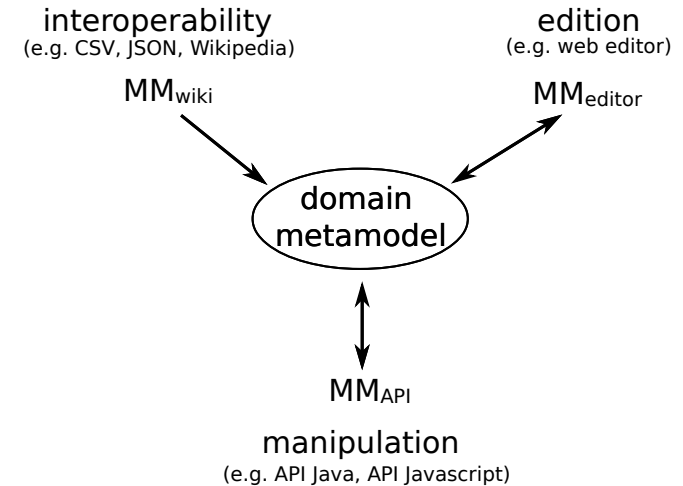 interoperability
(e.g. CSV, JSON, Wikipedia)
MMwiki
edition
(e.g. web editor)
MMeditor
domain
metamodel
MMAPI
manipulation
(e.g. API Java, API Javascript)